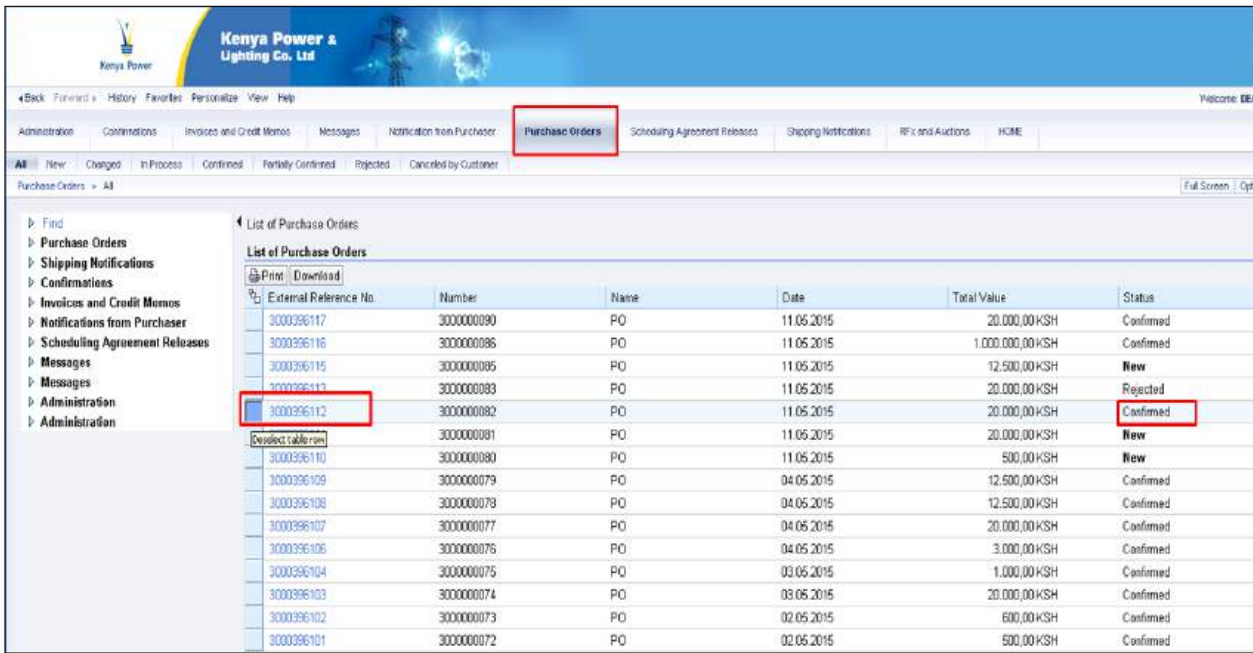 Kenya Power &
Lighting Co. Ltd
Kenya Power
Back Forward History Favorites Personalize View Help
Welcome:
Administration Confirmations Invoices and Credit Memos Messages Notification from Purchaser Purchase Orders Scheduling Agreement Releases Shipping Notifications RFx and Auctions HOME
All New Changed In Process Confirmed Partially Confirmed Rejected Canceled by Customer
Purchase Orders > All
Full Screen
Find
Purchase Orders
Shipping Notifications
Confirmations
Invoices and Credit Memos
Notifications from Purchaser
Scheduling Agreement Releases
Messages
Messages
Administration
Administration
List of Purchase Orders
List of Purchase Orders
Print Download
External Reference No. Number Name Date Total Value Status
3000396117 3000000090 PO 11.05.2015 20.000,00 KSH Confirmed
3000396116 3000000086 PO 11.05.2015 1.000.000,00 KSH Confirmed
3000396115 3000000085 PO 11.05.2015 12.500,00 KSH New
3000396113 3000000083 PO 11.05.2015 20.000,00 KSH Rejected
3000396112 3000000082 PO 11.05.2015 20.000,00 KSH Confirmed
Deselect table row 3000000081 PO 11.05.2015 20.000,00 KSH New
3000396110 3000000080 PO 11.05.2015 500,00 KSH New
3000396109 3000000079 PO 04.05.2015 12.500,00 KSH Confirmed
3000396108 3000000078 PO 04.05.2015 12.500,00 KSH Confirmed
3000396107 3000000077 PO 04.05.2015 20.000,00 KSH Confirmed
3000396106 3000000076 PO 04.05.2015 3.000,00 KSH Confirmed
3000396104 3000000075 PO 03.05.2015 1.000,00 KSH Confirmed
3000396103 3000000074 PO 03.05.2015 20.000,00 KSH Confirmed
3000396102 3000000073 PO 02.05.2015 600,00 KSH Confirmed
3000396101 3000000072 PO 02.05.2015 500,00 KSH Confirmed